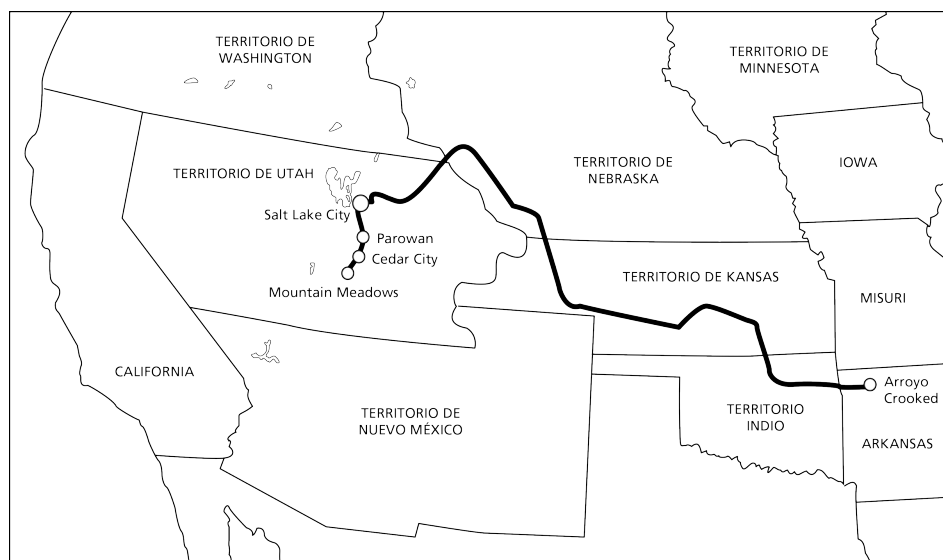 TERRITORIO DE
WASHINGTON
TERRITORIO DE
MINNESOTA
TERRITORIO DE UTAH
TERRITORIO DE
NEBRASKA
IOWA
Salt Lake City
Parowan
Cedar City
Mountain Meadows
TERRITORIO DE KANSAS
MISURI
CALIFORNIA
TERRITORIO DE
NUEVO MÉXICO
TERRITORIO
INDIO
Arroyo
Crooked
ARKANSAS